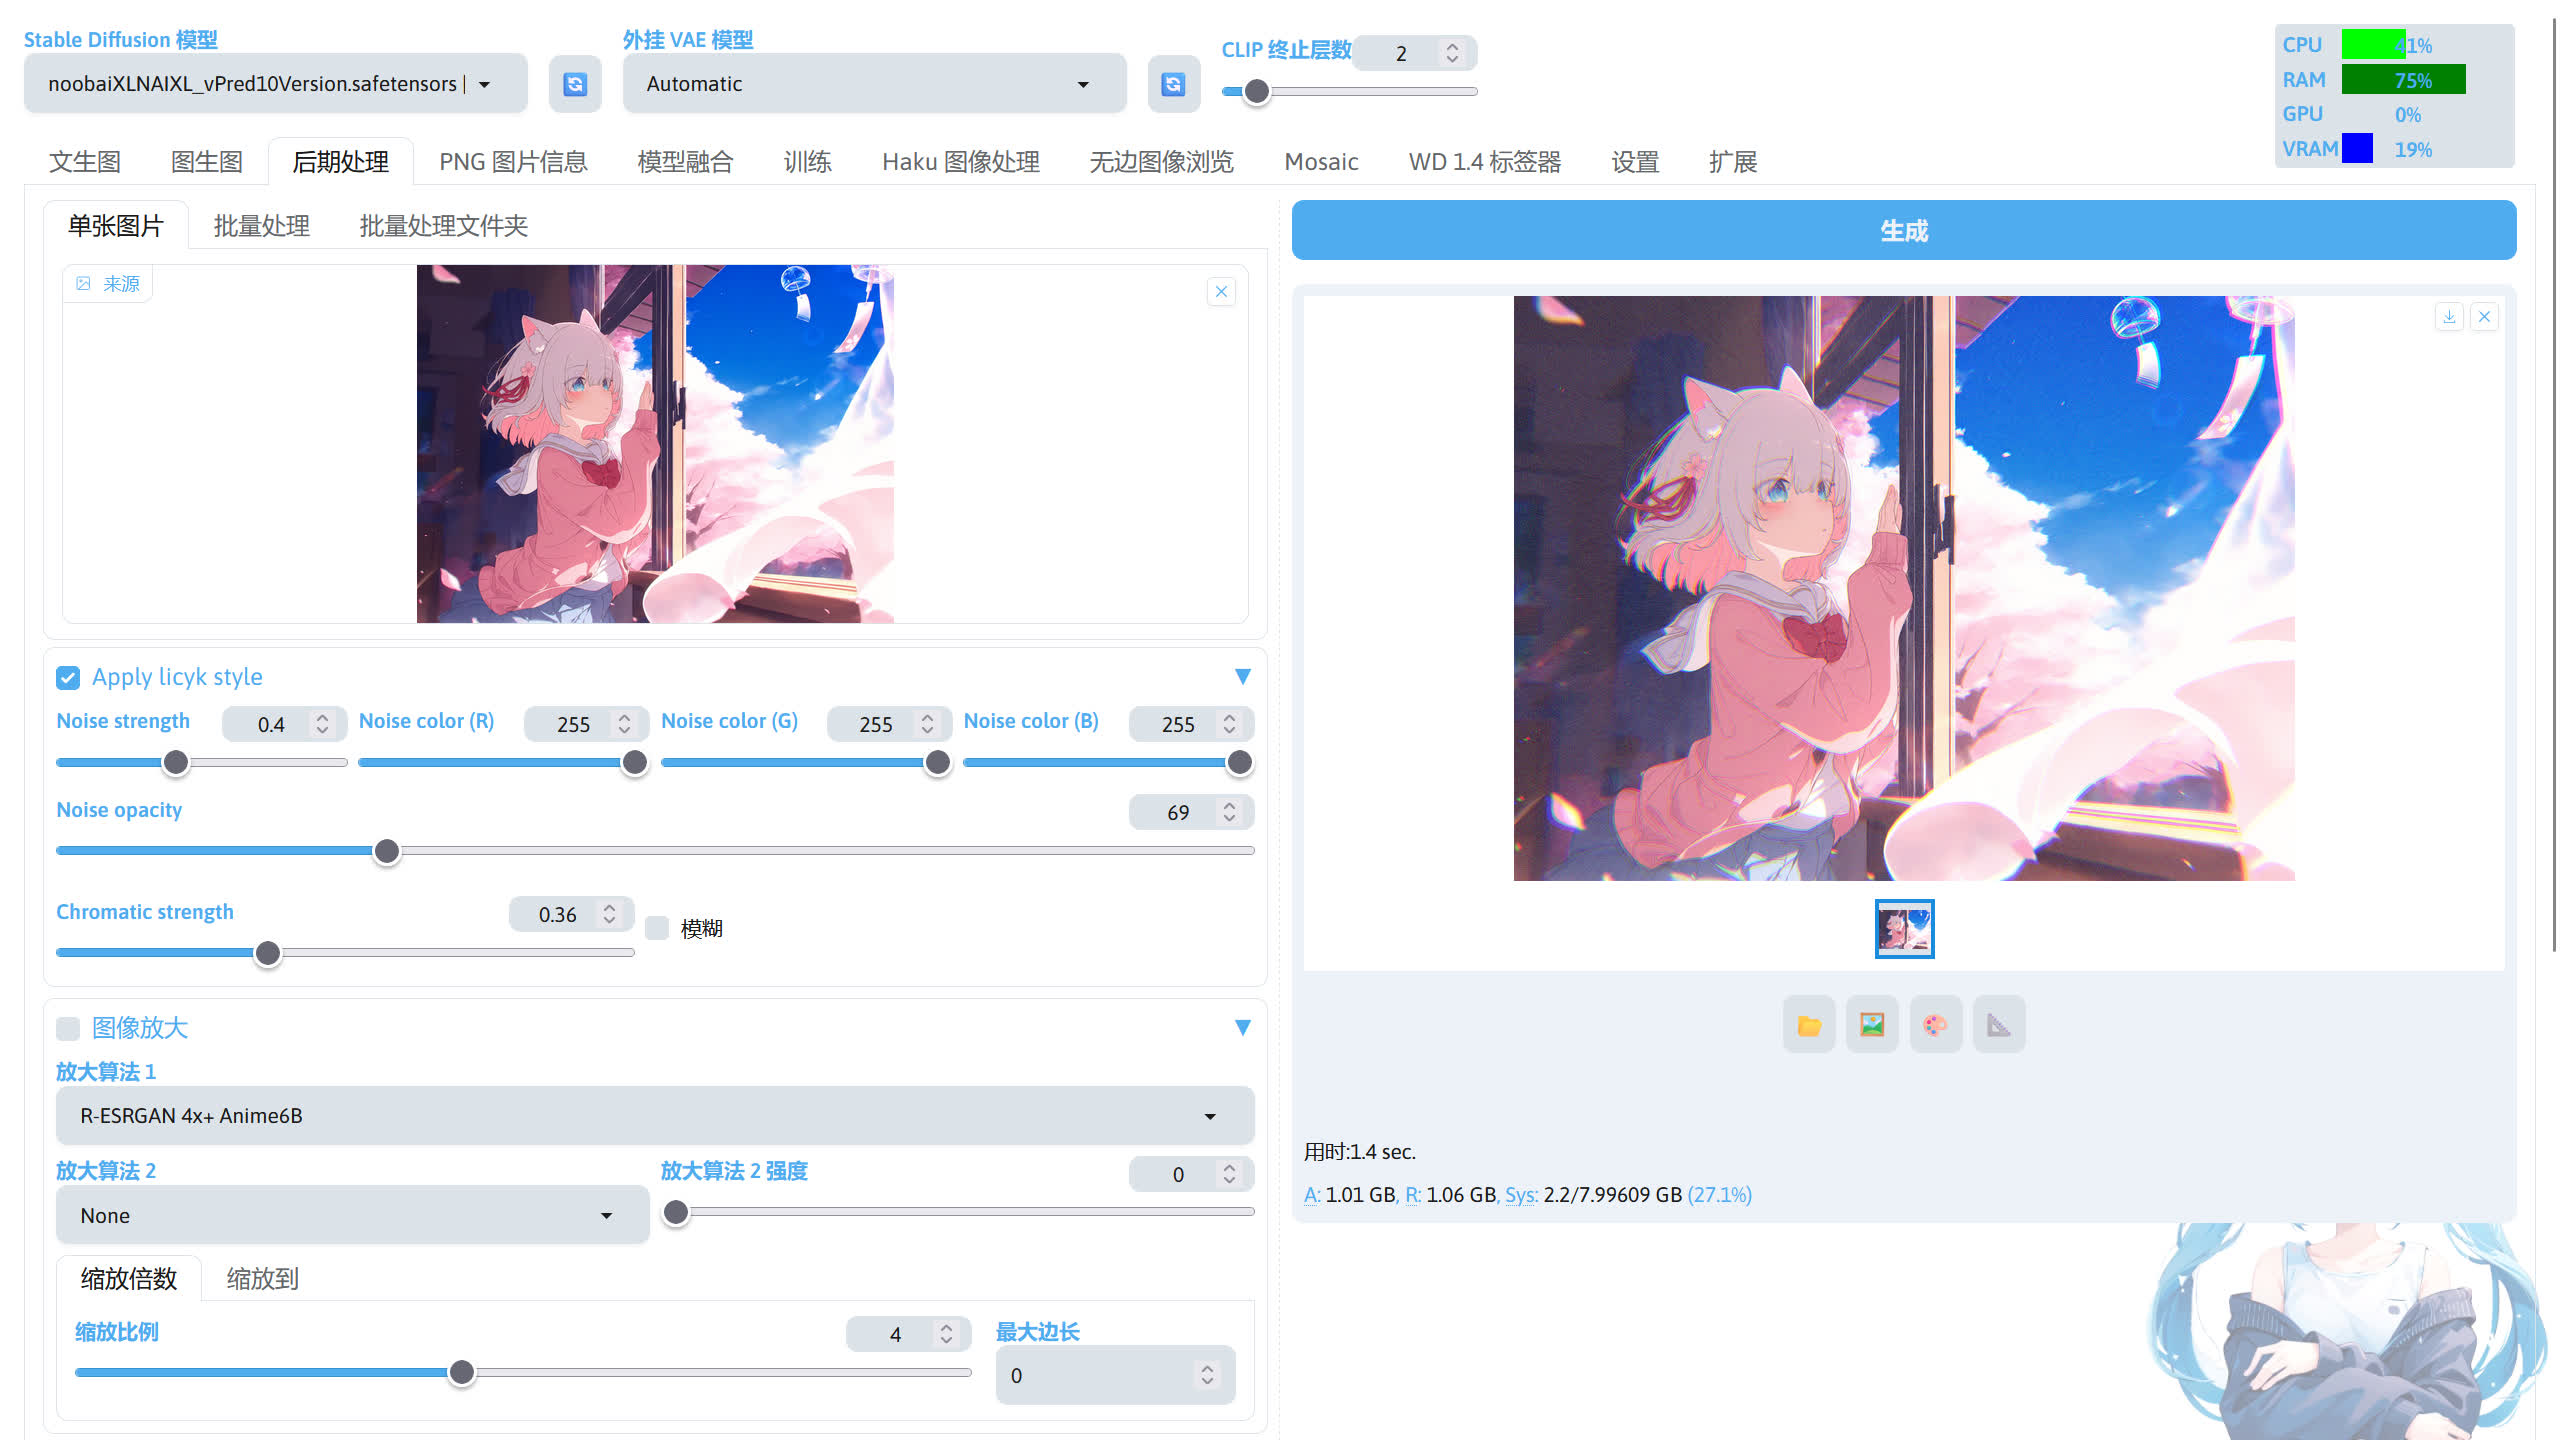 Stable Diffusion 模型
noobaiXLNAIXL_vPred10Version.safetensors |
外挂 VAE 模型
Automatic
CLIP 终止层数
2
CPU 41%
RAM 75%
GPU 0%
VRAM 19%
文生图 图生图 后期处理 PNG 图片信息 模型融合 训练 Haku 图像处理 无边图像浏览 Mosaic WD 1.4 标签器 设置 扩展
单张图片 批量处理 批量处理文件夹
来源
Apply licyk style
Noise strength 0.4 Noise color (R) 255 Noise color (G) 255 Noise color (B) 255
Noise opacity 69
Chromatic strength 0.36 模糊
图像放大
放大算法 1
R-ESRGAN 4x+ Anime6B
放大算法 2
None
放大算法 2 强度 0
缩放倍数 缩放到
缩放比例 4
最大边长
0
生成
用时:1.4 sec.
A: 1.01 GB, R: 1.06 GB, Sys: 2.2/7.99609 GB (27.1%)